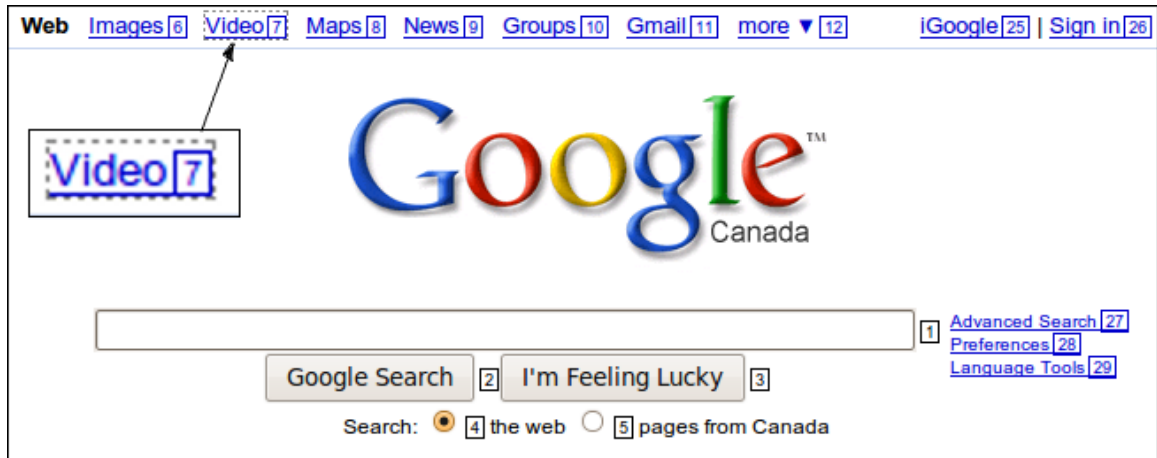 Web Images 6 Video 7 Maps 8 News 9 Groups 10 Gmail 11 more ▼ 12 iGoogle 25 | Sign in 26
Video 7
Google™
Canada
1 Advanced Search 27
Preferences 28
Google Search 2 I'm Feeling Lucky 3 Language Tools 29
Search: 4 the web 5 pages from Canada